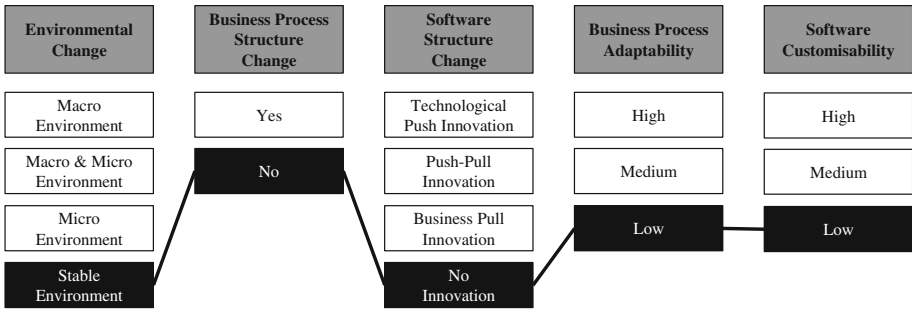 Environmental
Change
Business Process
Structure
Change
Software
Structure
Change
Business Process
Adaptability
Software
Customisability
Macro
Environment
Yes
Technological
Push Innovation
High
High
Macro & Micro
Environment
No
Push-Pull
Innovation
Medium
Medium
Micro
Environment
Business Pull
Innovation
Low
Low
Stable
Environment
No
Innovation